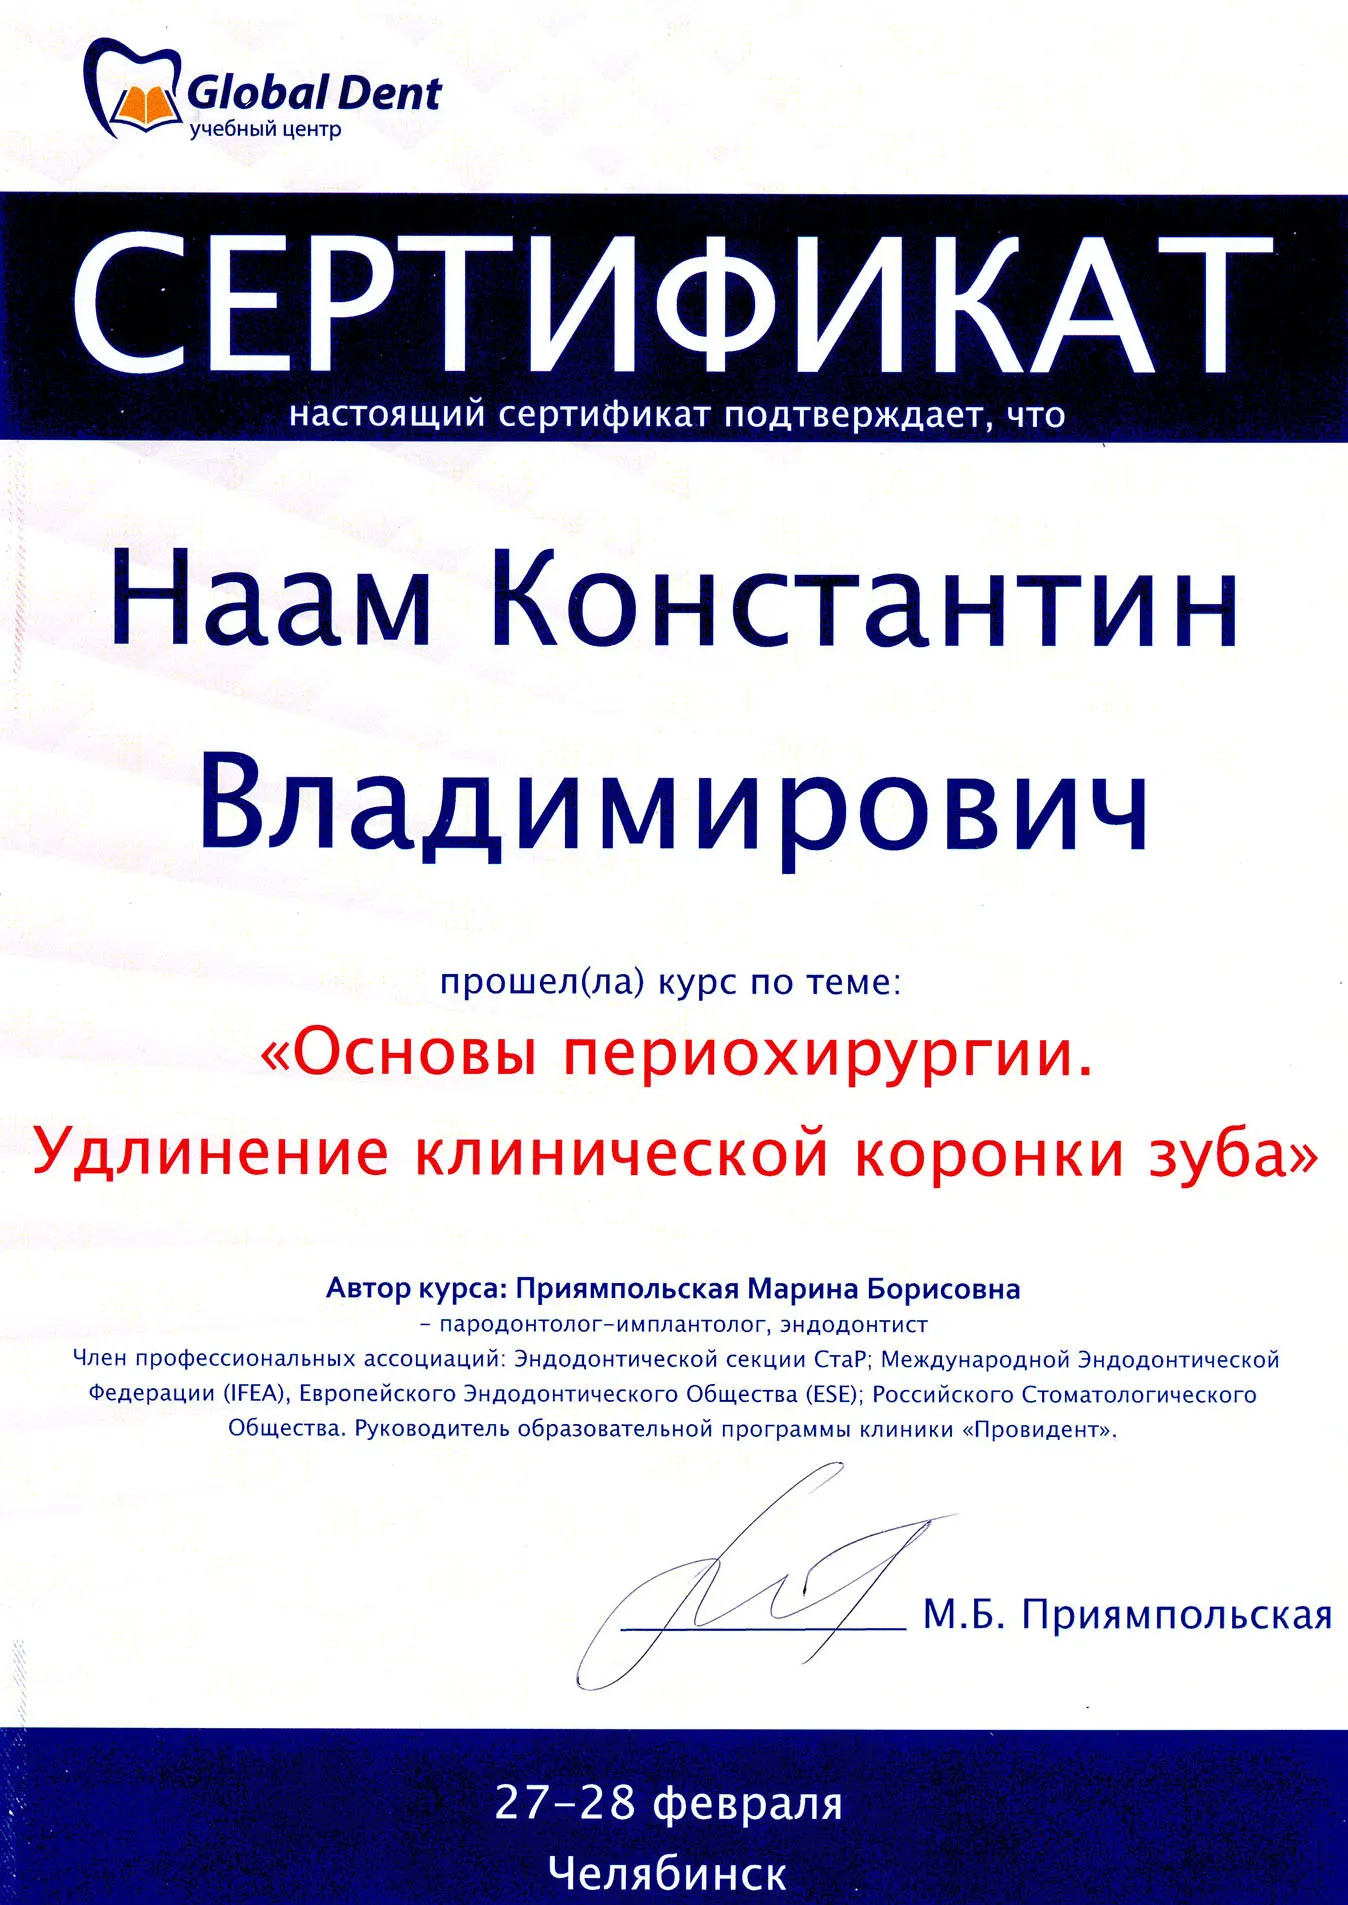 Global Dent
учебный центр
СЕРТИФИКАТ
настоящий сертификат подтверждает, что
Наам Константин
Владимирович
прошел(ла) курс по теме:
«Основы периохирургии.
Удлинение клинической коронки зуба»
Автор курса: Приямпольская Марина Борисовна
– пародонтолог-имплантолог, эндодонтист
Член профессиональных ассоциаций: Эндодонтической секции СтаР; Международной Эндодонтической
Федерации (IFEA), Европейского Эндодонтического Общества (ESE); Российского Стоматологического
Общества. Руководитель образовательной программы клиники «Провидент».
М.Б. Приямпольская
27-28 февраля
Челябинск